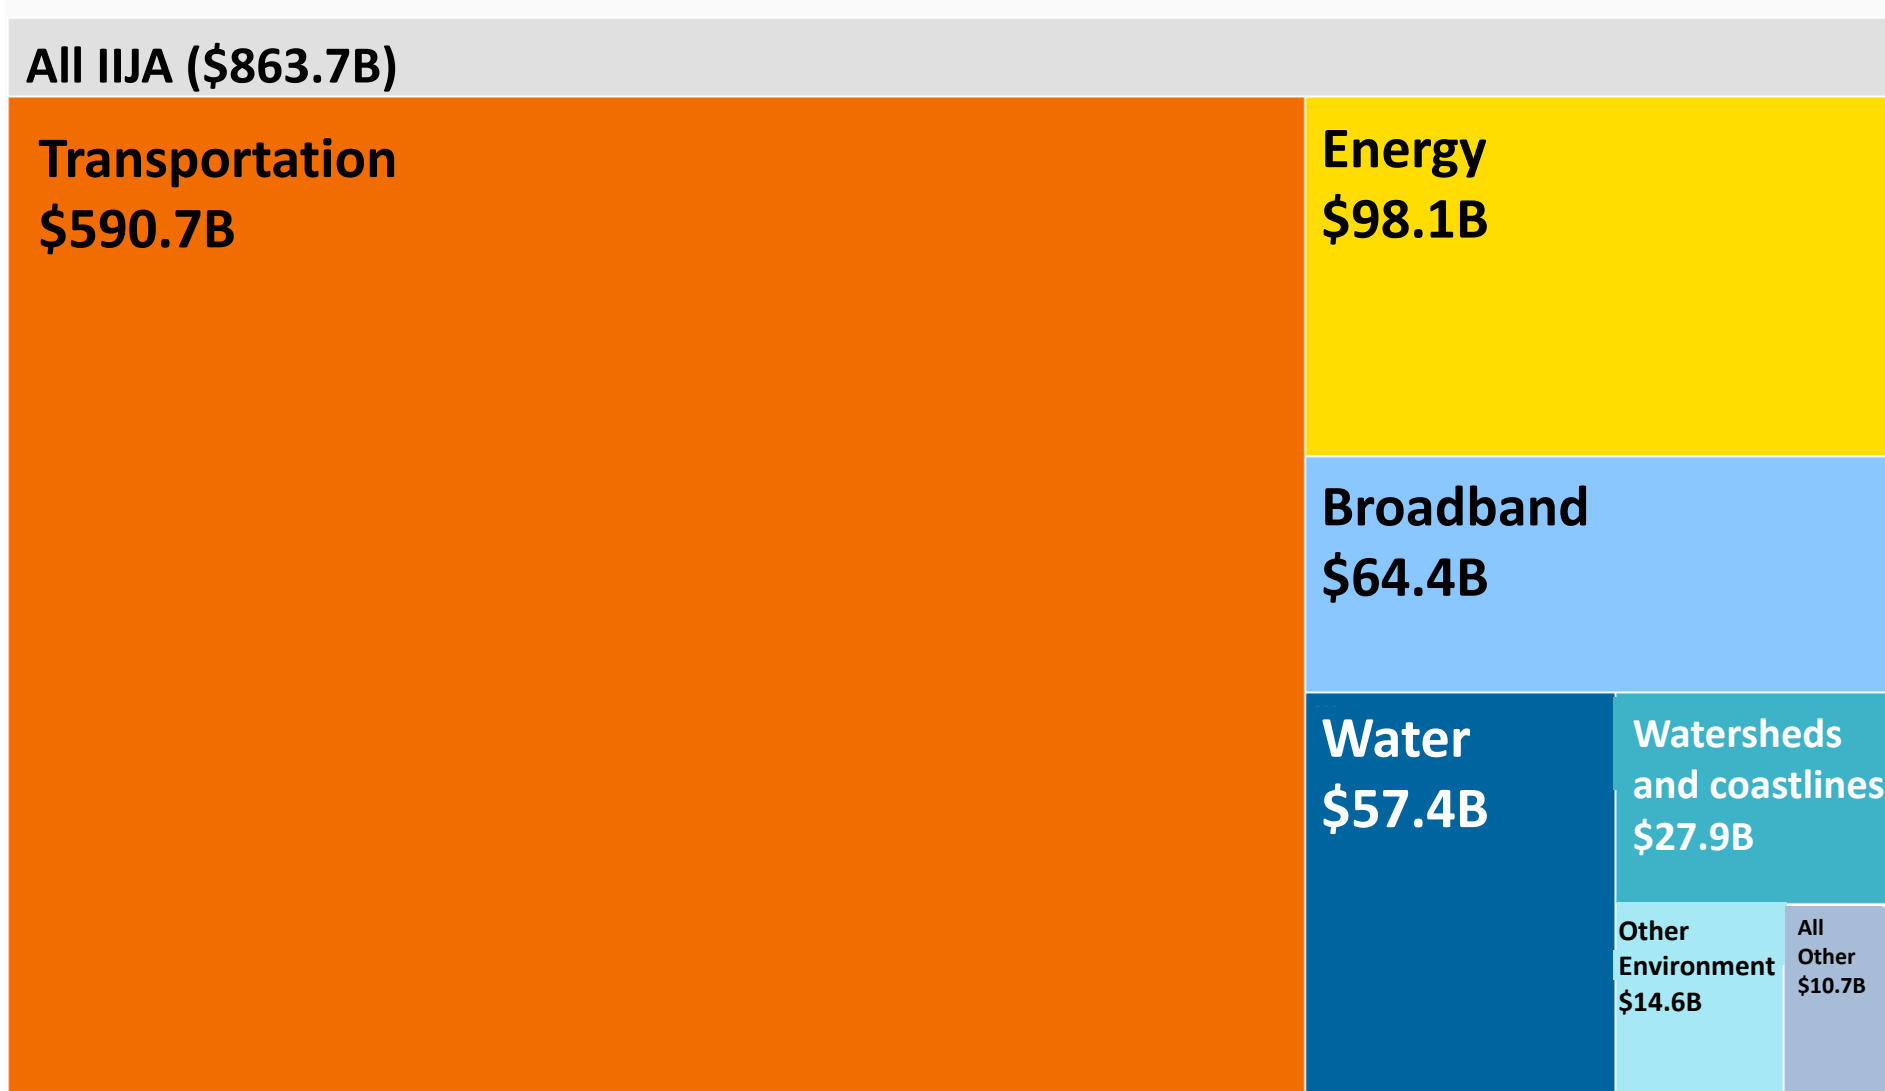 All IIJA ($863.7B)
Transportation
$590.7B
Energy
$98.1B
Broadband
$64.4B
Water
$57.4B
Watersheds
and coastlines
$27.9B
Other
Environment
$14.6B
All
Other
$10.7B